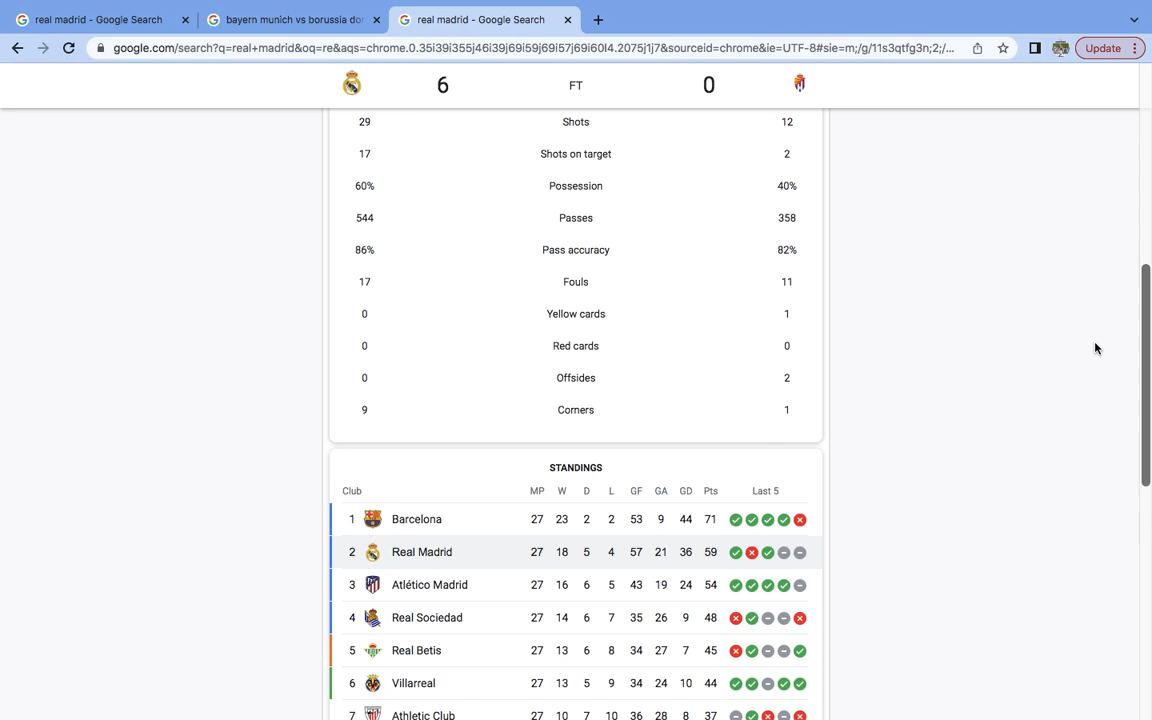 real madrid - Google Search
bayern munich vs borussia do
real madrid - Google Search
google.com/search?q=real+madrid&oq=re&aqs=chrome.0.35i39i355j46i39j69i59j69i57j69i60l4.2075j1j7&sourceid=chrome&ie=UTF-8#sie=m;/g/11s3qtfg3n;2;/...
Update
6 FT 0
29 Shots 12
17 Shots on target 2
60% Possession 40%
544 Passes 358
86% Pass accuracy 82%
17 Fouls 11
0 Yellow cards 1
0 Red cards 0
0 Offsides 2
9 Corners 1
STANDINGS
Club MP W D L GF GA GD Pts Last 5
1 Barcelona 27 23 2 2 53 9 44 71
2 Real Madrid 27 18 5 4 57 21 36 59
3 Atlético Madrid 27 16 6 5 43 19 24 54
4 Real Sociedad 27 14 6 7 35 26 9 48
5 Real Betis 27 13 6 8 34 27 7 45
6 Villarreal 27 13 5 9 34 24 10 44
7 Athletic Club 27 10 7 10 36 28 8 37